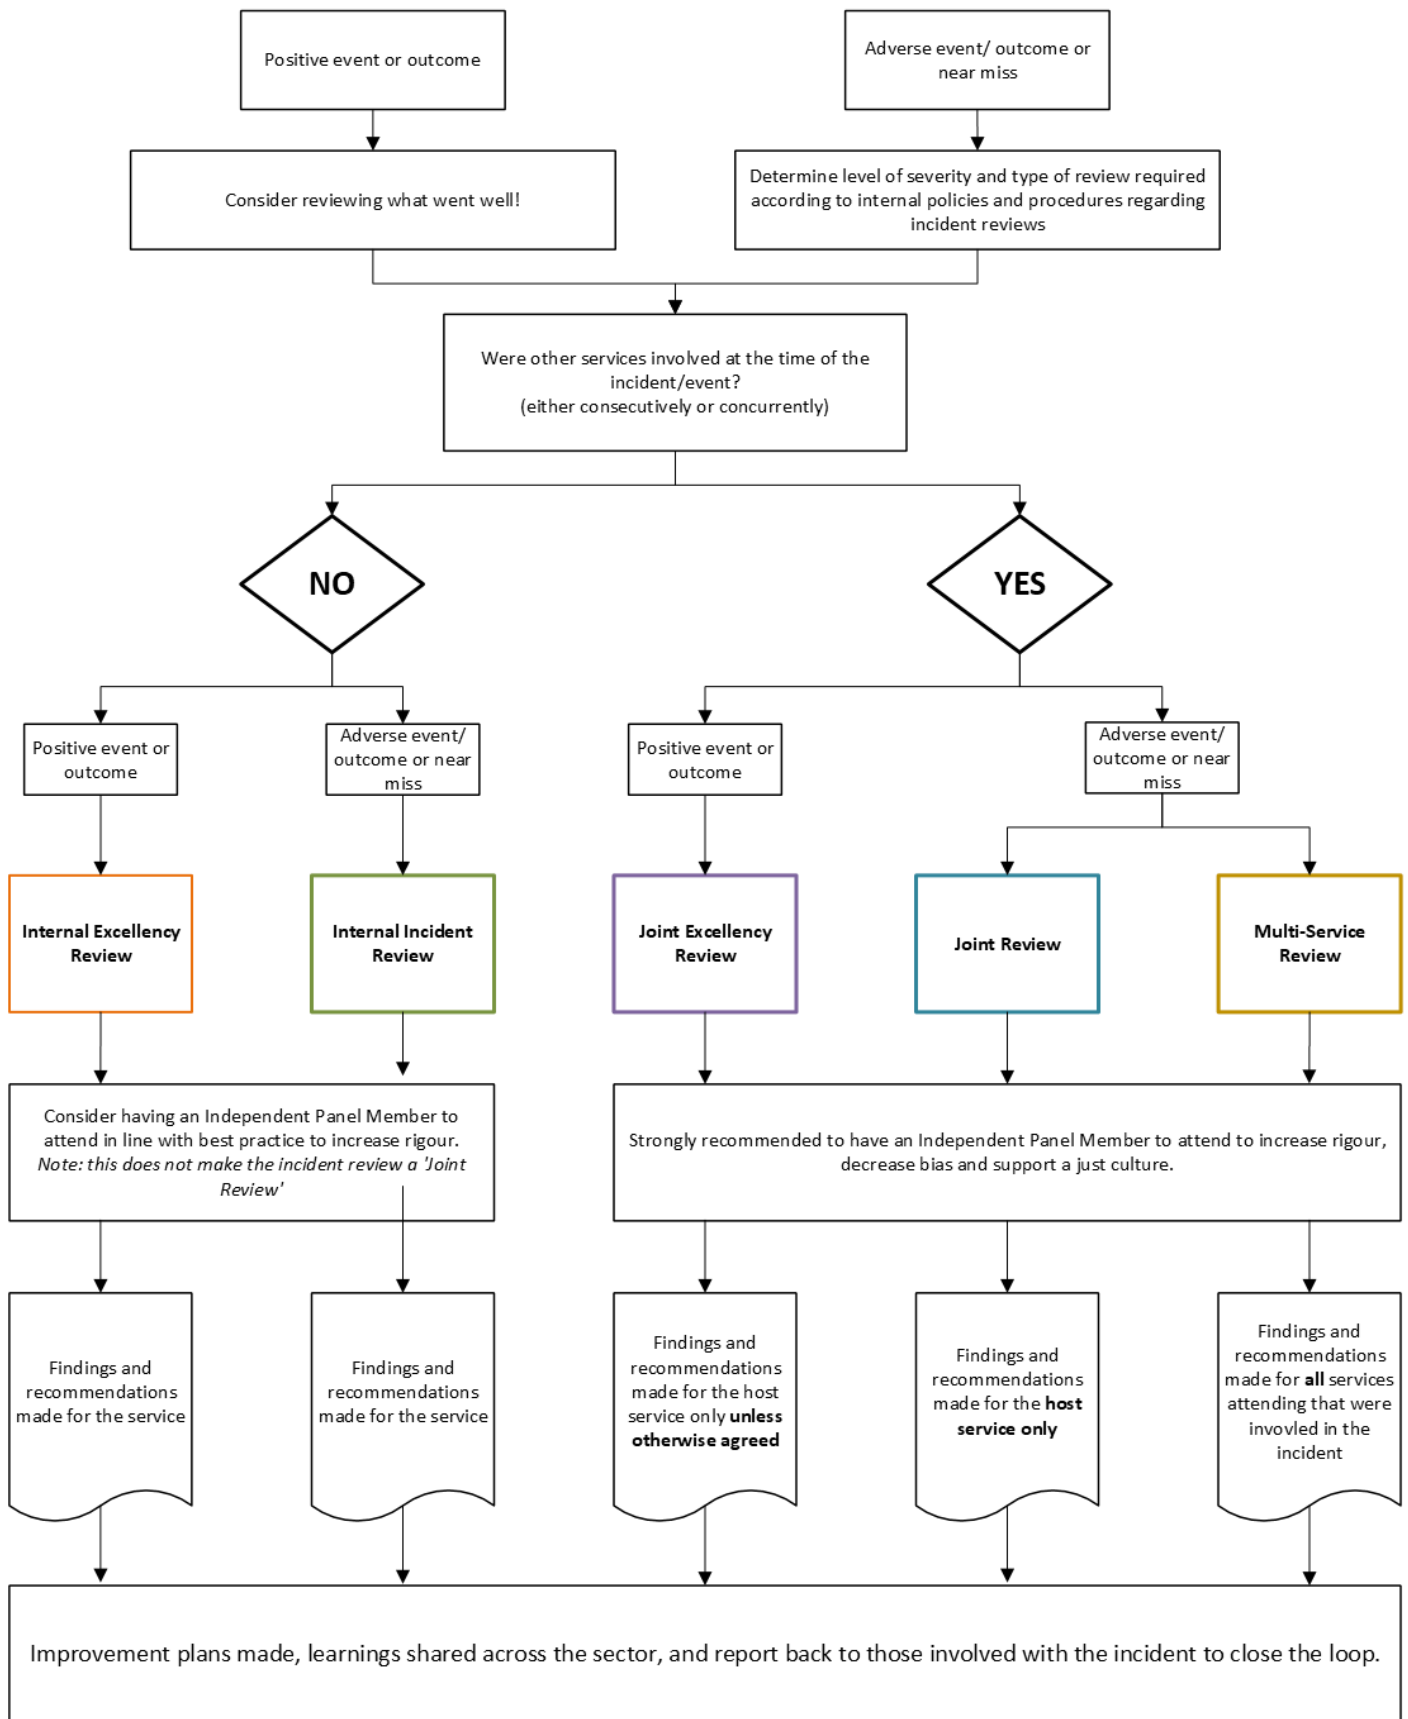 Positive event or outcome
Adverse event/ outcome or
near miss
Consider reviewing what went well!
Determine level of severity and type of review required
according to internal policies and procedures regarding
incident reviews
Were other services involved at the time of the
incident/event?
(either consecutively or concurrently)
NO
YES
Positive event or
outcome
Adverse event/
outcome or near
miss
Positive event or
outcome
Adverse event/
outcome or near
miss
Internal Excellency
Review
Internal Incident
Review
Joint Excellency
Review
Joint Review
Multi-Service
Review
Consider having an Independent Panel Member to
attend in line with best practice to increase rigour.
Note: this does not make the incident review a 'Joint
Review'
Strongly recommended to have an Independent Panel Member to attend to increase rigour,
decrease bias and support a just culture.
Findings and
recommendations
made for the service
Findings and
recommendations
made for the service
Findings and
recommendations
made for the host
service only unless
otherwise agreed
Findings and
recommendations
made for the host
service only
Findings and
recommendations
made for all services
attending that were
invovled in the
incident
Improvement plans made, learnings shared across the sector, and report back to those involved with the incident to close the loop.